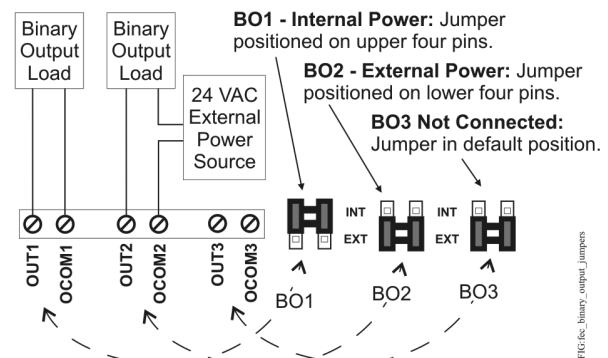 Binary
Output
Load
Binary
Output
Load
24 VAC
External
Power
Source
BO1 - Internal Power: Jumper
positioned on upper four pins.
BO2 - External Power: Jumper
positioned on lower four pins.
BO3 Not Connected:
Jumper in default position.
INT
EXT
INT
EXT
OUT1
OCOM1
OUT2
OCOM2
OUT3
OCOM3
BO1
BO2
BO3
FIG:fec_binary_output_jumpers